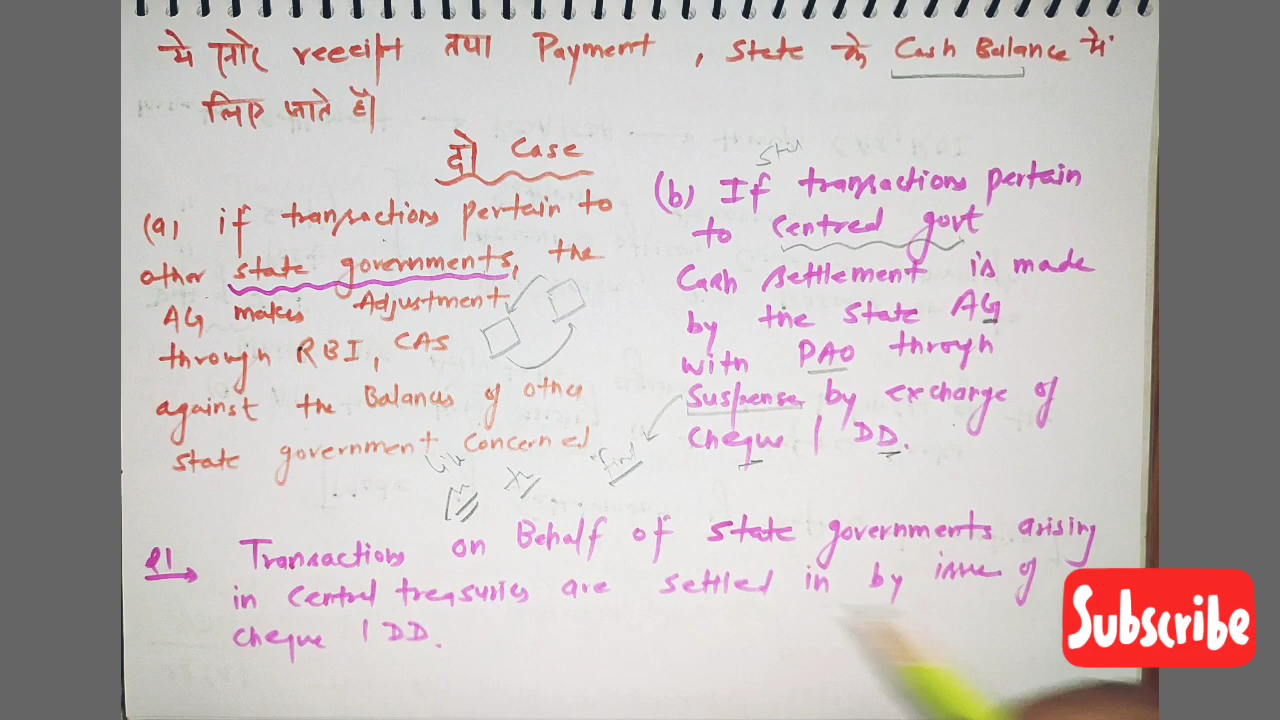 ये लोग receipt तथा Payment, State के Cash Balance में
लिए जाते हैं।
दो Case
(a) if transactions pertain to
other state governments, the
AG makes Adjustment
through RBI, CAS
against the Balances of other
state government concerned
(b) If transactions pertain
to central govt
Cash settlement is made
by the State AG
with PAO through
Suspense by exchange of
cheque / DD.
Transactions on Behalf of state governments arising
in central treasuries are settled in by issue of
cheque / DD.
Subscribe